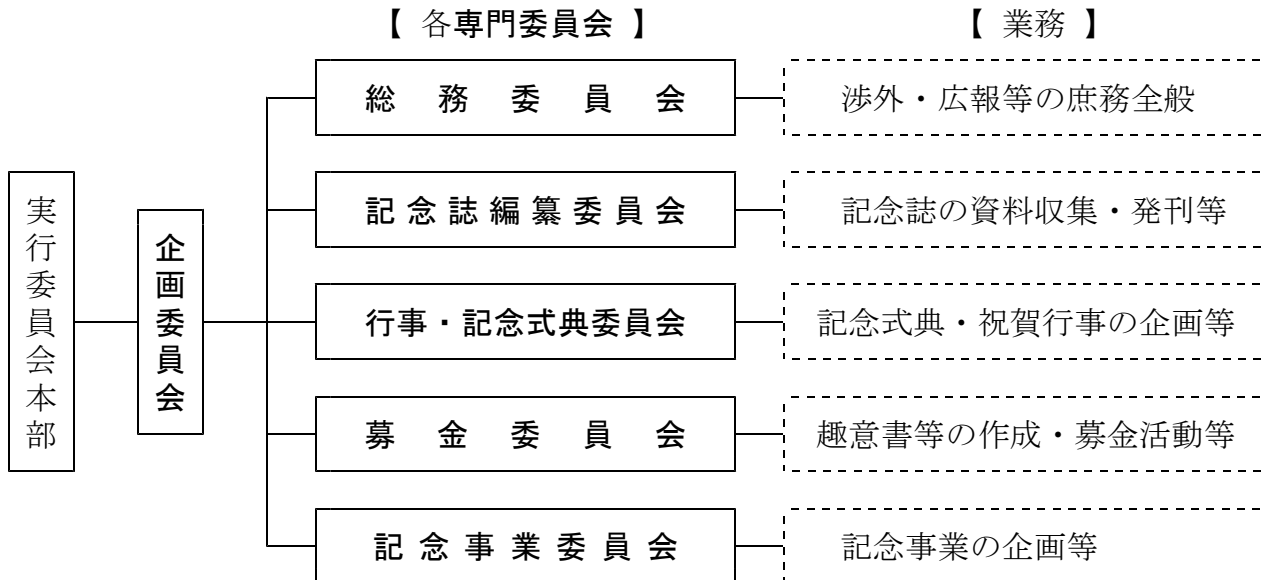 【 各専門委員会 】
【 業務 】
実行委員会本部
企画委員会
総務委員会
渉外・広報等の庶務全般
記念誌編纂委員会
記念誌の資料収集・発刊等
行事・記念式典委員会
記念式典・祝賀行事の企画等
募金委員会
趣意書等の作成・募金活動等
記念事業委員会
記念事業の企画等